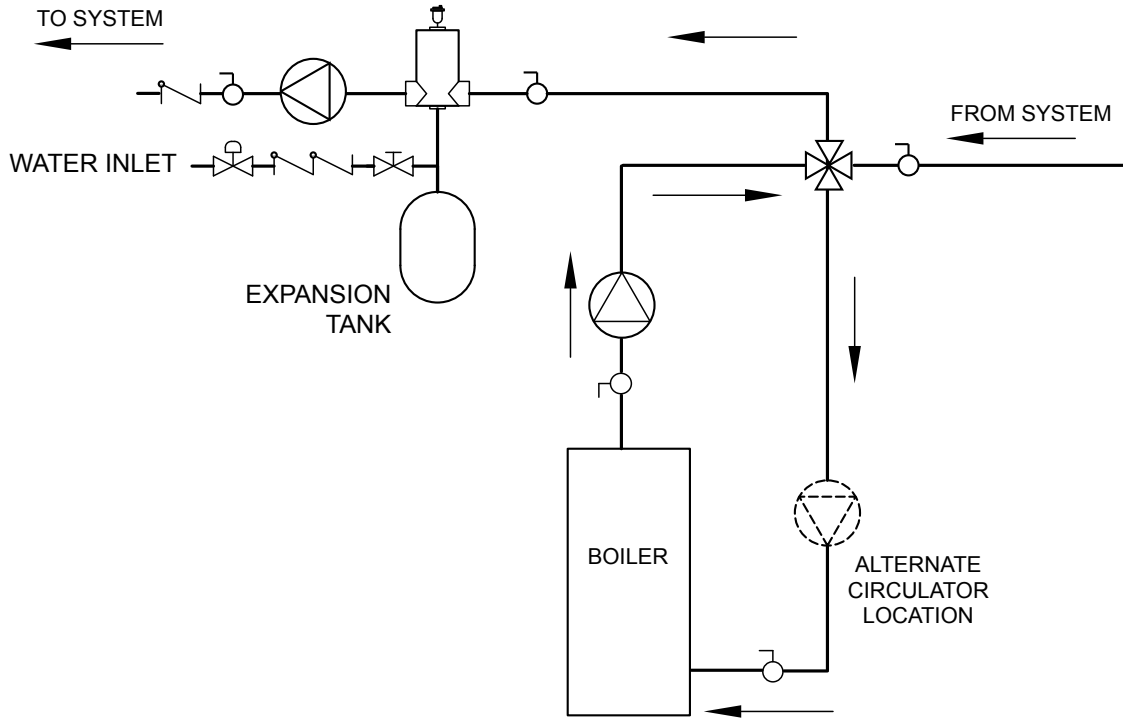 TO SYSTEM
FROM SYSTEM
WATER INLET
EXPANSION
TANK
BOILER
ALTERNATE
CIRCULATOR
LOCATION